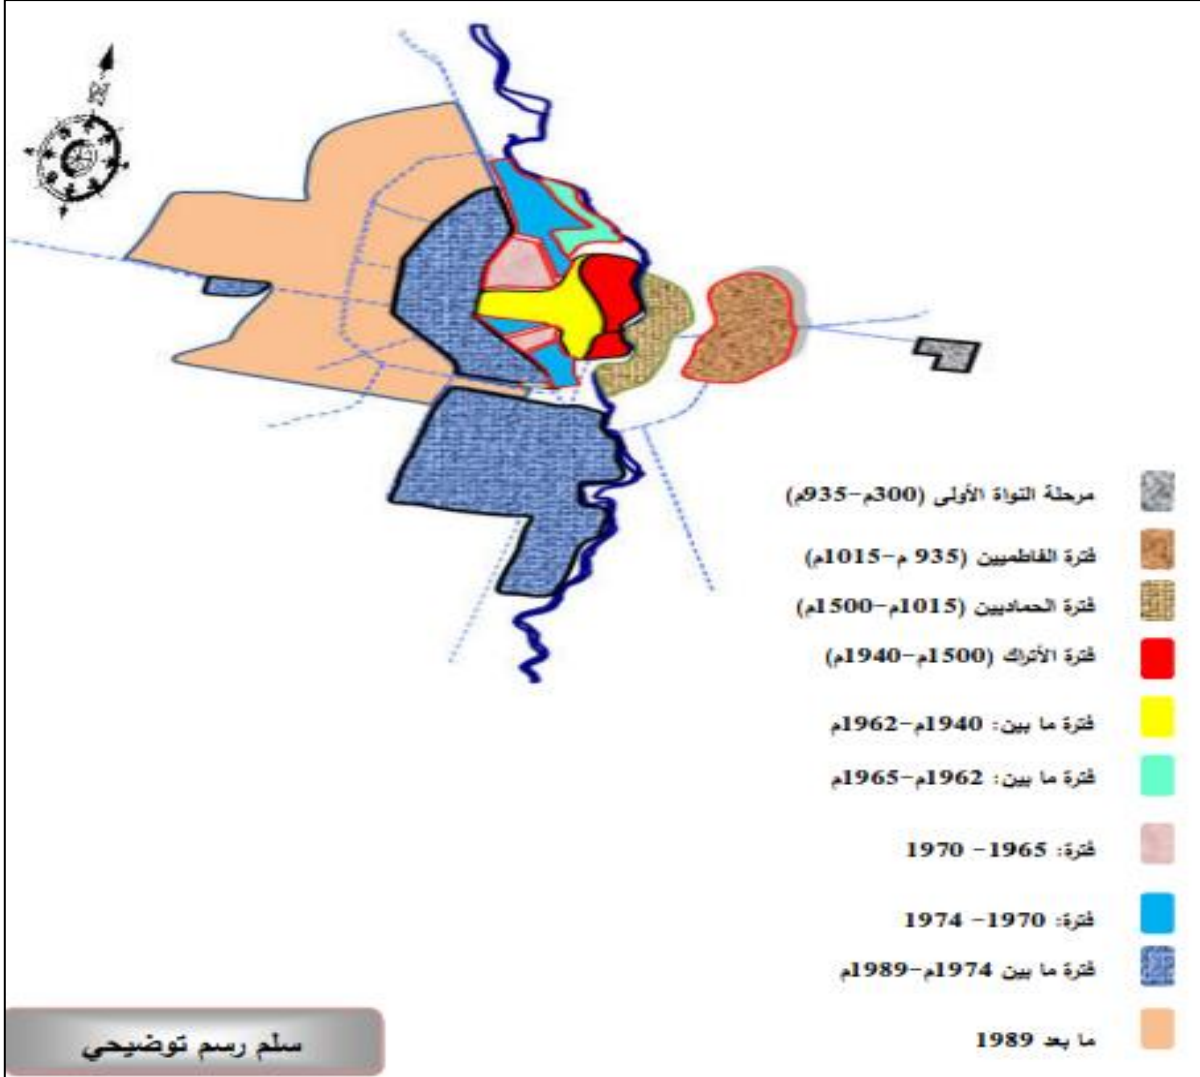 مرحلة النواة الأولى (300م-935م)
فترة الفاطميين (935 م-1015م)
فترة الحماديين (1015م-1500م)
فترة الأتراك (1500م-1940م)
فترة ما بين: 1940م-1962م
فترة ما بين: 1962م-1965م
فترة: 1965- 1970
فترة: 1970- 1974
فترة ما بين 1974م-1989م
ما بعد 1989
سلم رسم توضيحي